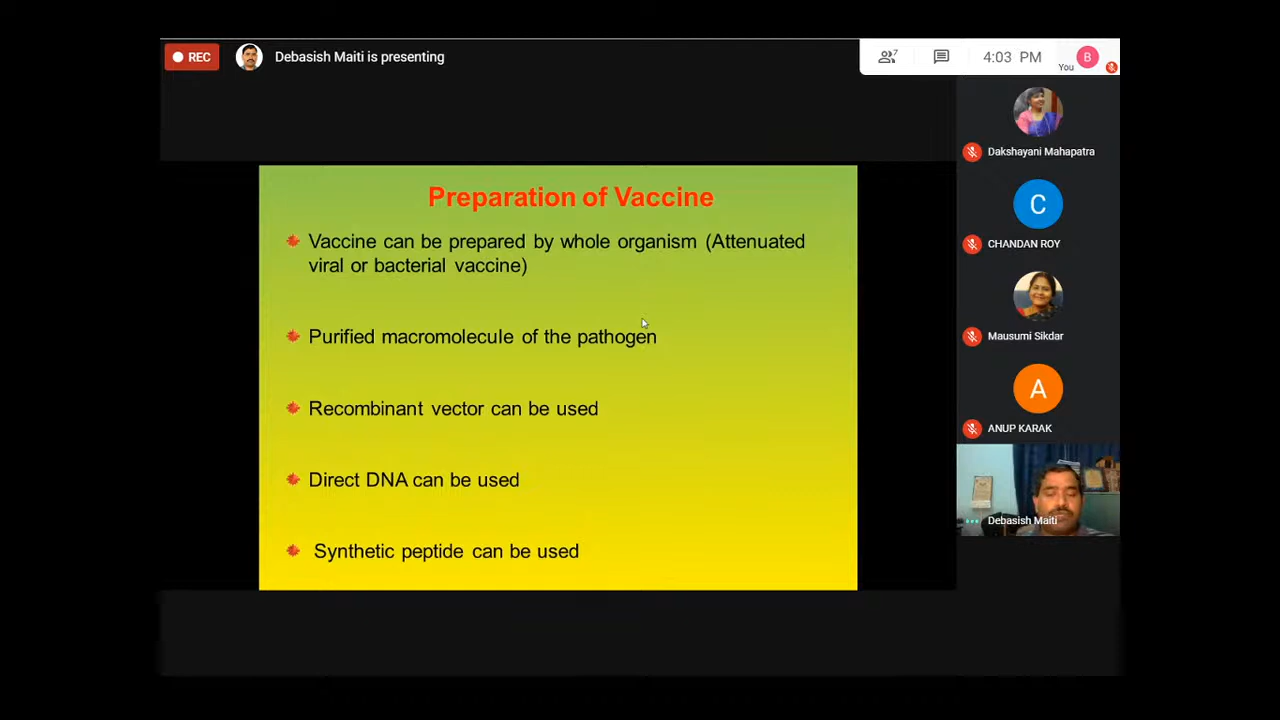 REC
Debasish Maiti is presenting
7
4:03 PM
You
B
Dakshayani Mahapatra
C
CHANDAN ROY
Mausumi Sikdar
A
ANUP KARAK
Debasish Maiti
Preparation of Vaccine
Vaccine can be prepared by whole organism (Attenuated
viral or bacterial vaccine)
Purified macromolecule of the pathogen
Recombinant vector can be used
Direct DNA can be used
Synthetic peptide can be used